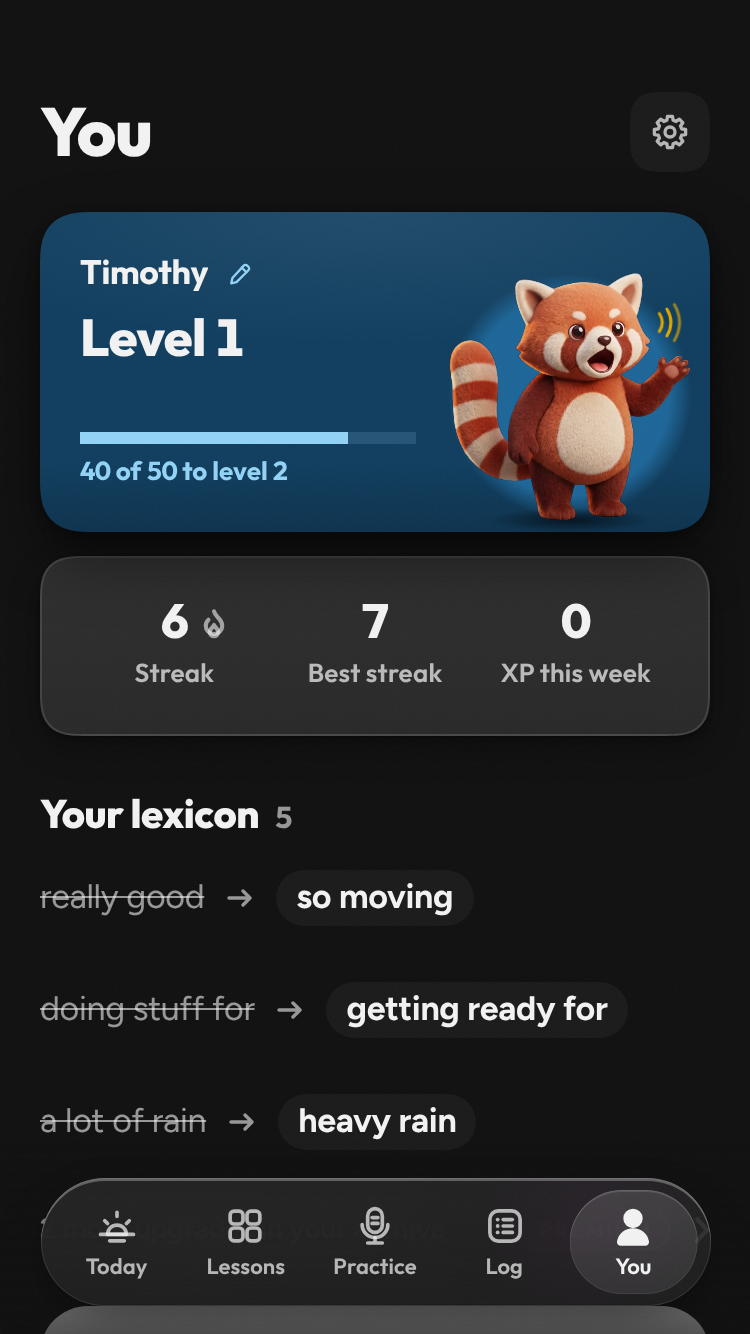 You
Timothy
Level 1
40 of 50 to level 2
6 7 0
Streak Best streak XP this week
Your lexicon 5
really good → so moving
doing stuff for → getting ready for
a lot of rain → heavy rain
Today Lessons Practice Log You